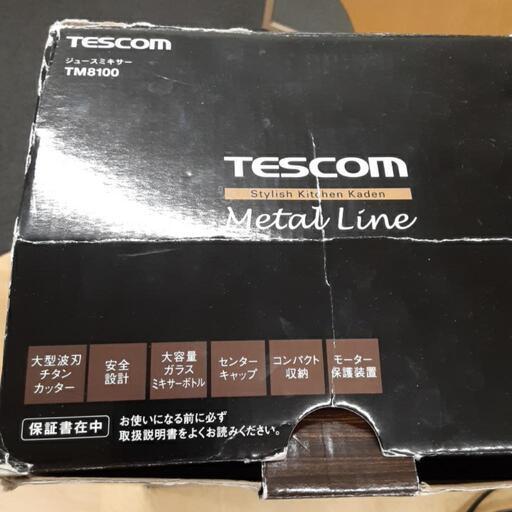 TESCOM
ジュースミキサー
TM8100
TESCOM
Stylish Kitchen Kaden
Metal Line
大型波刃
チタン
カッター
安全
設計
大容量
ガラス
ミキサーボトル
センター
キャップ
コンパクト
収納
モーター
保護装置
保証書在中
お使いになる前に必ず
取扱説明書をよくお読みください。